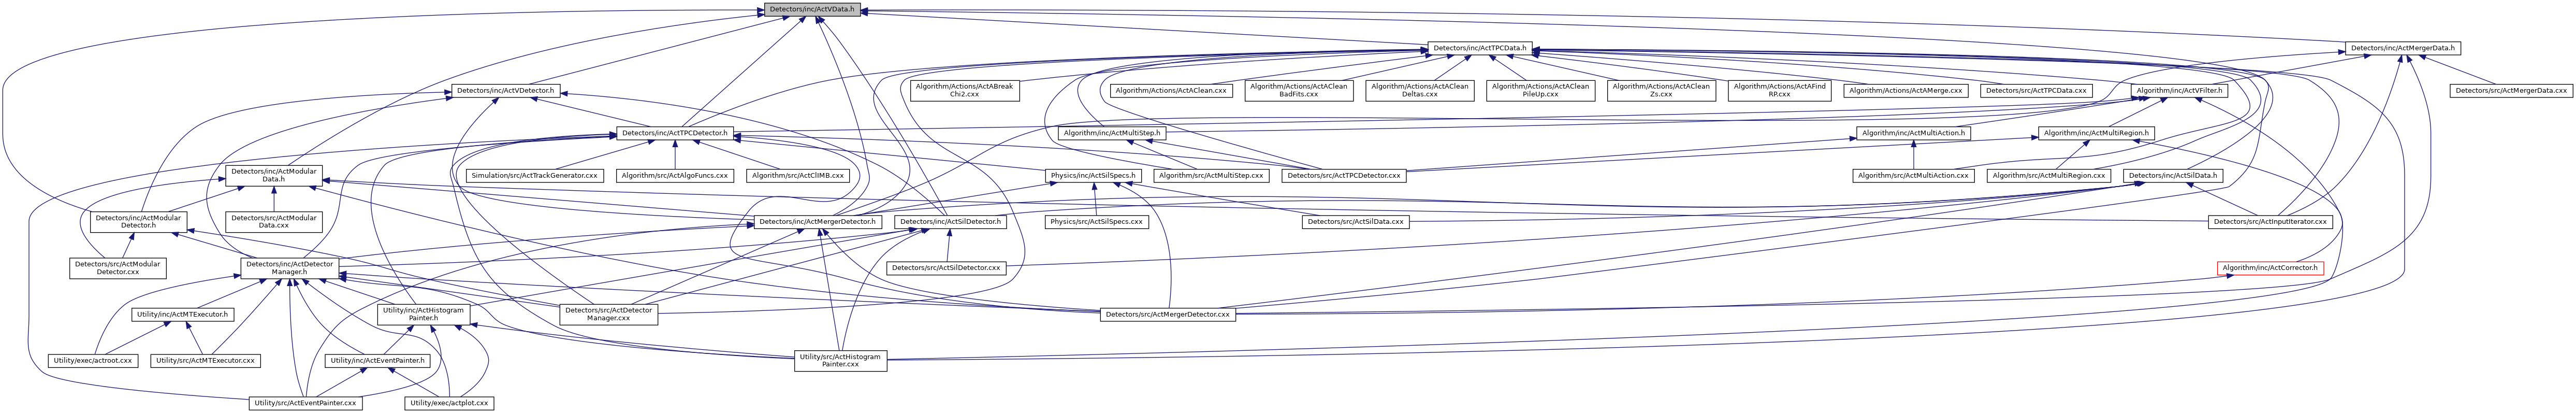 Detectors/inc/ActVData.h
Detectors/inc/ActTPCData.h
Detectors/inc/ActMergerData.h
Detectors/inc/ActVDetector.h
Algorithm/Actions/ActABreak
Chi2.cxx
Algorithm/Actions/ActAClean.cxx
Algorithm/Actions/ActAClean
BadFits.cxx
Algorithm/Actions/ActAClean
Deltas.cxx
Algorithm/Actions/ActAClean
PileUp.cxx
Algorithm/Actions/ActAClean
Zs.cxx
Algorithm/Actions/ActAFind
RP.cxx
Algorithm/Actions/ActAMerge.cxx
Detectors/src/ActTPCData.cxx
Algorithm/inc/ActVFilter.h
Detectors/src/ActMergerData.cxx
Detectors/inc/ActTPCDetector.h
Algorithm/inc/ActMultiStep.h
Algorithm/inc/ActMultiAction.h
Algorithm/inc/ActMultiRegion.h
Detectors/inc/ActModular
Data.h
Simulation/src/ActTrackGenerator.cxx
Algorithm/src/ActAlgoFuncs.cxx
Algorithm/src/ActCliMB.cxx
Physics/inc/ActSilSpecs.h
Algorithm/src/ActMultiStep.cxx
Detectors/src/ActTPCDetector.cxx
Algorithm/src/ActMultiAction.cxx
Algorithm/src/ActMultiRegion.cxx
Detectors/inc/ActSilData.h
Detectors/inc/ActModular
Detector.h
Detectors/src/ActModular
Data.cxx
Detectors/inc/ActMergerDetector.h
Detectors/inc/ActSilDetector.h
Physics/src/ActSilSpecs.cxx
Detectors/src/ActSilData.cxx
Detectors/src/ActInputIterator.cxx
Detectors/src/ActModular
Detector.cxx
Detectors/inc/ActDetector
Manager.h
Detectors/src/ActSilDetector.cxx
Algorithm/inc/ActCorrector.h
Utility/inc/ActMTExecutor.h
Utility/inc/ActHistogram
Painter.h
Detectors/src/ActDetector
Manager.cxx
Detectors/src/ActMergerDetector.cxx
Utility/exec/actroot.cxx
Utility/src/ActMTExecutor.cxx
Utility/inc/ActEventPainter.h
Utility/src/ActHistogram
Painter.cxx
Utility/src/ActEventPainter.cxx
Utility/exec/actplot.cxx